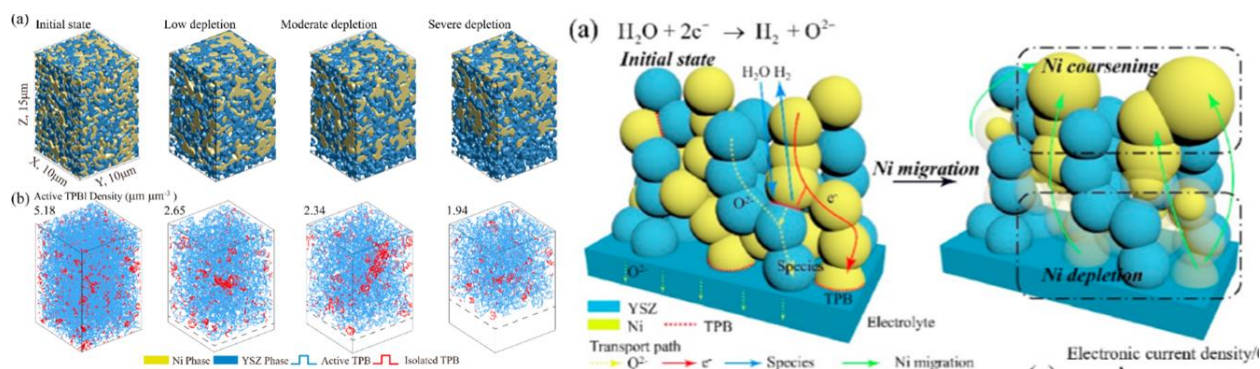 (a)
Initial state
Low depletion
Moderate depletion
Severe depletion
Z, 15μm
X, 10μm
Y, 10μm
(b)
Active TPBl Density (μm μm⁻³)
5.18
2.65
2.34
1.94
Ni Phase
YSZ Phase
Active TPB
Isolated TPB
(a) H₂O + 2e⁻ → H₂ + O²⁻
Initial state
H₂O H₂
O²⁻
e⁻
Species
O²⁻
TPB
YSZ
Electrolyte
Ni
TPB
Transport path
O²⁻
e⁻
Species
Ni migration
Ni migration
Ni coarsening
Ni depletion
Electronic current density/